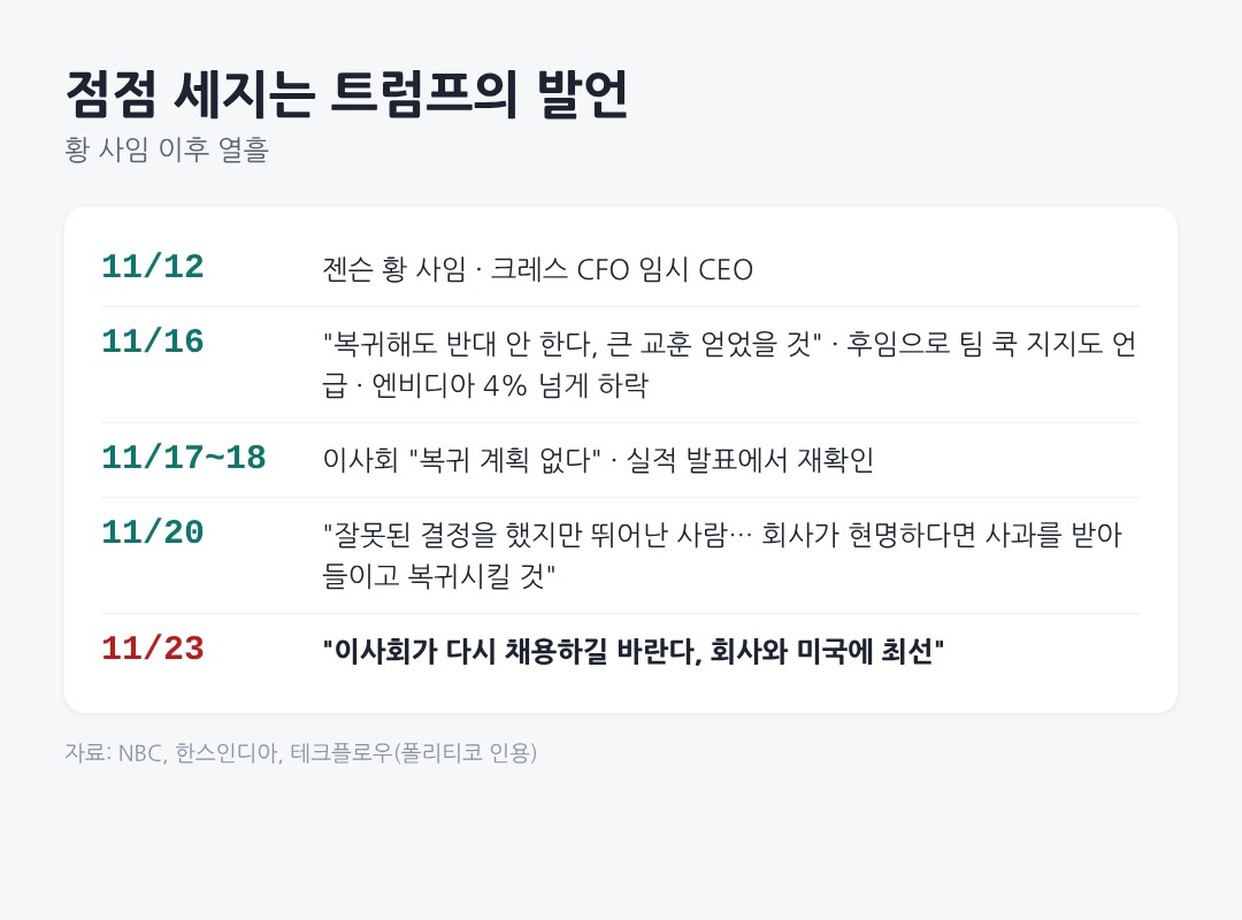 점점 세지는 트럼프의 발언
황 사임 이후 열흘
11/12
젠슨 황 사임 · 크레스 CFO 임시 CEO
11/16
"복귀해도 반대 안 한다, 큰 교훈 얻었을 것" · 후임으로 팀 쿡 지지도 언
급 · 엔비디아 4% 넘게 하락
11/17~18
이사회 "복귀 계획 없다" · 실적 발표에서 재확인
11/20
"잘못된 결정을 했지만 뛰어난 사람… 회사가 현명하다면 사과를 받아
들이고 복귀시킬 것"
11/23
"이사회가 다시 채용하길 바란다, 회사와 미국에 최선"
자료: NBC, 한스인디아, 테크플로우(폴리티코 인용)